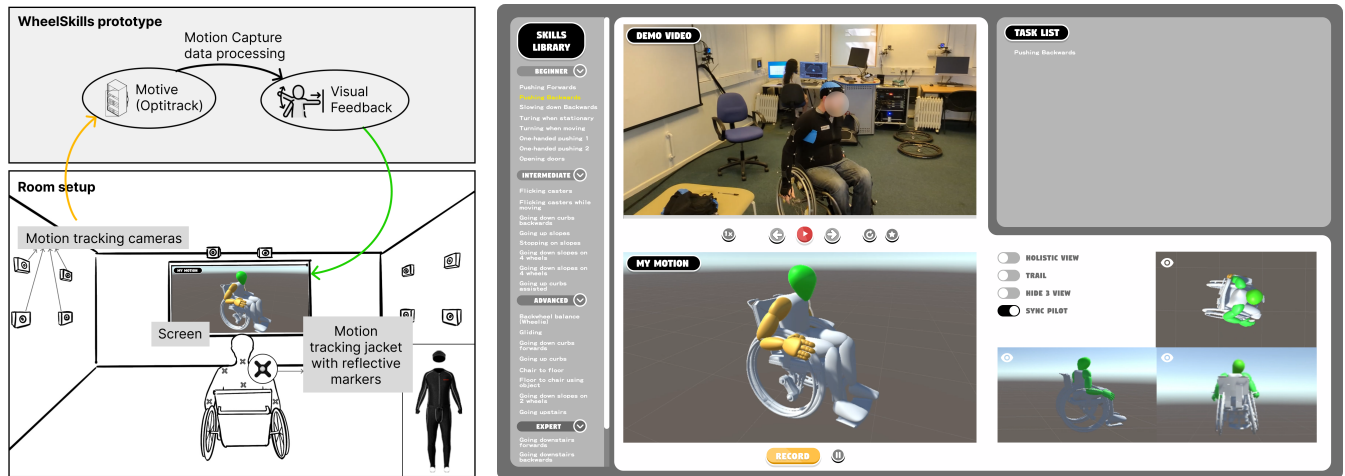 WheelSkills prototype
Motion Capture
data processing
Motive
(Optitrack)
Visual
Feedback
Room setup
Motion tracking cameras
MY MOTION
Screen
Motion
tracking jacket
with reflective
markers
SKILLS
LIBRARY
BEGINNER
Pushing Forwards
Pushing Backwards
Slowing down Backwards
Turing when stationary
Turning when moving
One-handed pushing 1
One-handed pushing 2
Opening doors
INTERMEDIATE
Flicking casters
Flicking casters while
moving
Going down curbs
backwards
Going up slopes
Stopping on slopes
Going down slopes on
4 wheels
Going down slopes on
4 wheels
Going up curbs
assisted
ADVANCED
Backwheel balance
(Wheelie)
Gliding
Going down curbs
forwards
Going up curbs
Chair to floor
Floor to chair using
object
Going down slopes on
2 wheels
Going upstairs
EXPERT
Going downstairs
forwards
Going downstairs
backwards
DEMO VIDEO
1x
MY MOTION
RECORD
TASK LIST
Pushing Backwards
HOLISTIC VIEW
TRAIL
HIDE 3 VIEW
SYNC PILOT